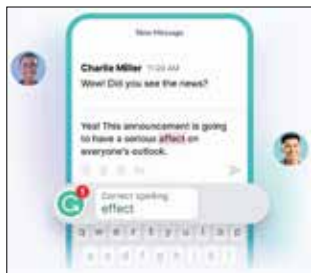 New Message
Charlie Miller 11:09 AM
Wow! Did you see the news?
Yes! This announcement is going
to have a serious affect on
everyone's outlook.
1
Correct spelling
effect
q w e r t y u i o p
a s d f g h j k l